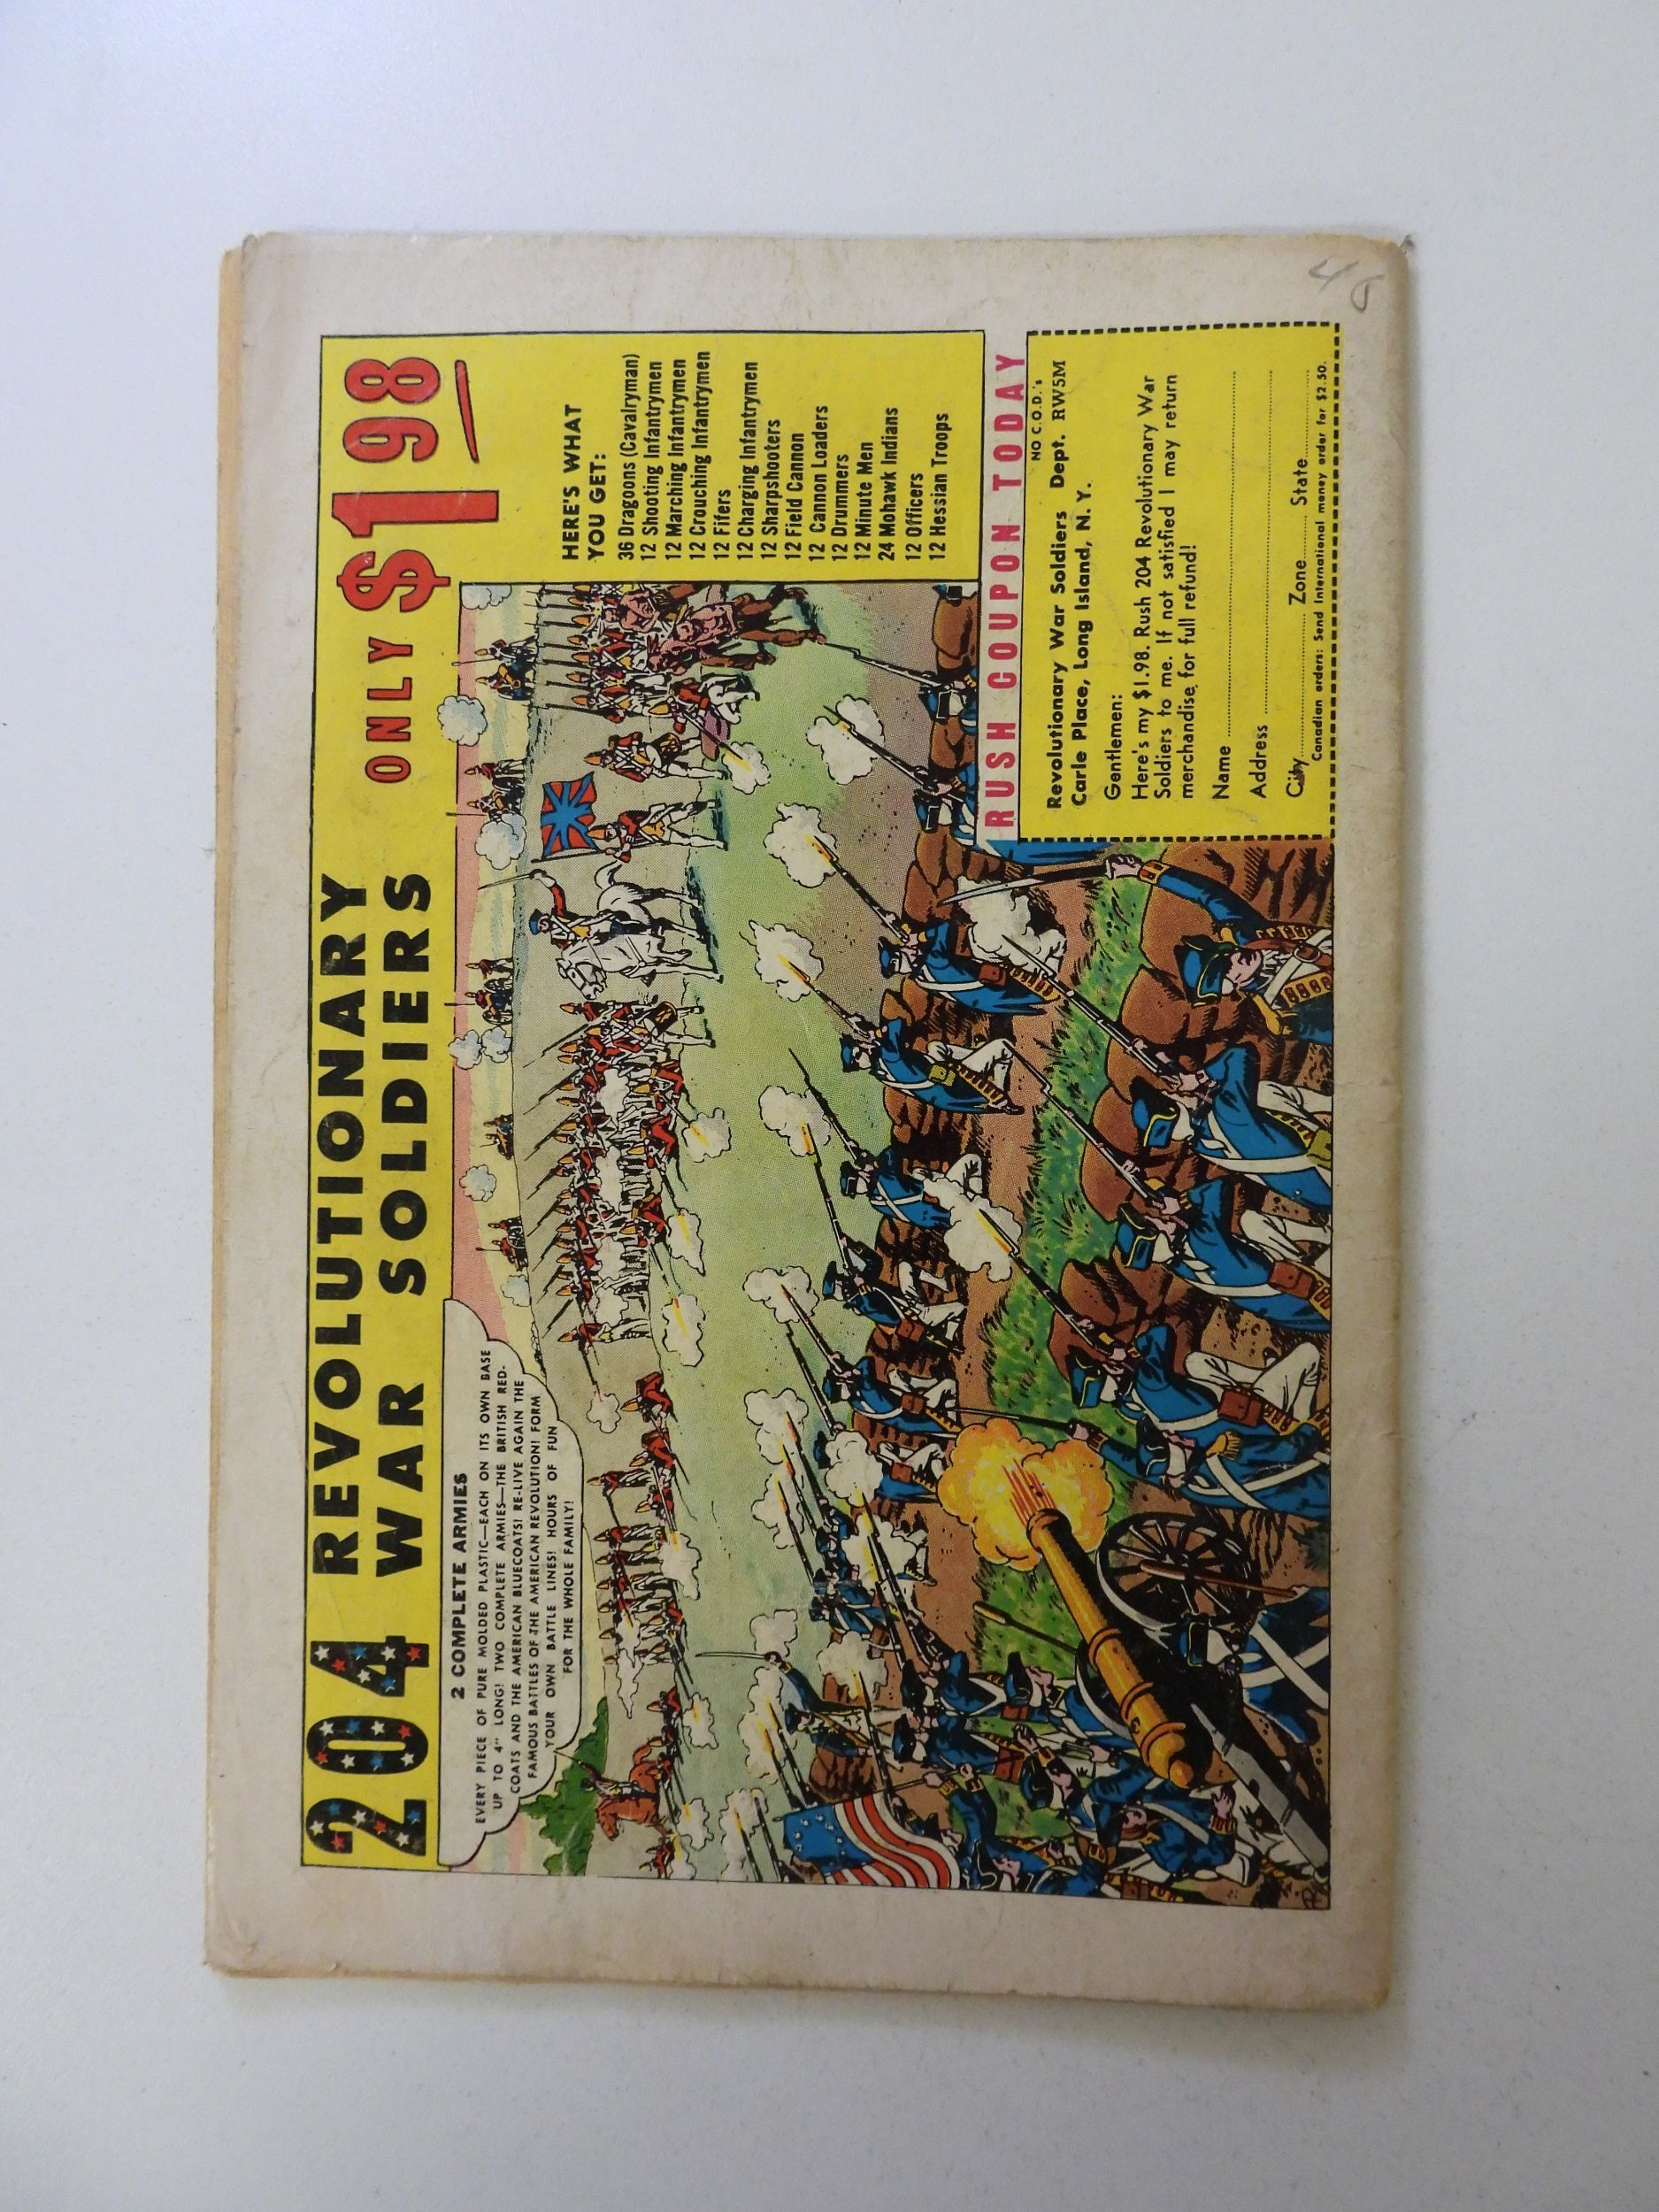 204 REVOLUTIONARY
WAR SOLDIERS
ONLY $1 98
2 COMPLETE ARMIES
EVERY PIECE OF PURE MOLDED PLASTIC—EACH ON ITS OWN BASE
UP TO 4" LONG! TWO COMPLETE ARMIES—THE BRITISH RED-
COATS AND THE AMERICAN BLUECOATS! RE-LIVE AGAIN THE
FAMOUS BATTLES OF THE AMERICAN REVOLUTION! FORM
YOUR OWN BATTLE LINES! HOURS OF FUN
FOR THE WHOLE FAMILY!
HERE'S WHAT
YOU GET:
36 Dragoons (Cavalryman)
12 Shooting Infantrymen
12 Marching Infantrymen
12 Crouching Infantrymen
12 Fifers
12 Charging Infantrymen
12 Sharpshooters
12 Field Cannon
12 Cannon Loaders
12 Drummers
12 Minute Men
24 Mohawk Indians
12 Officers
12 Hessian Troops
RUSH COUPON TODAY
NO C.O.D.'s
Revolutionary War Soldiers Dept. RW5M
Carle Place, Long Island, N. Y.
Gentlemen:
Here's my $1.98. Rush 204 Revolutionary War
Soldiers to me. If not satisfied I may return
merchandise for full refund!
Name
Address
City Zone State
Canadian orders: Send International money order for $2.50.
48